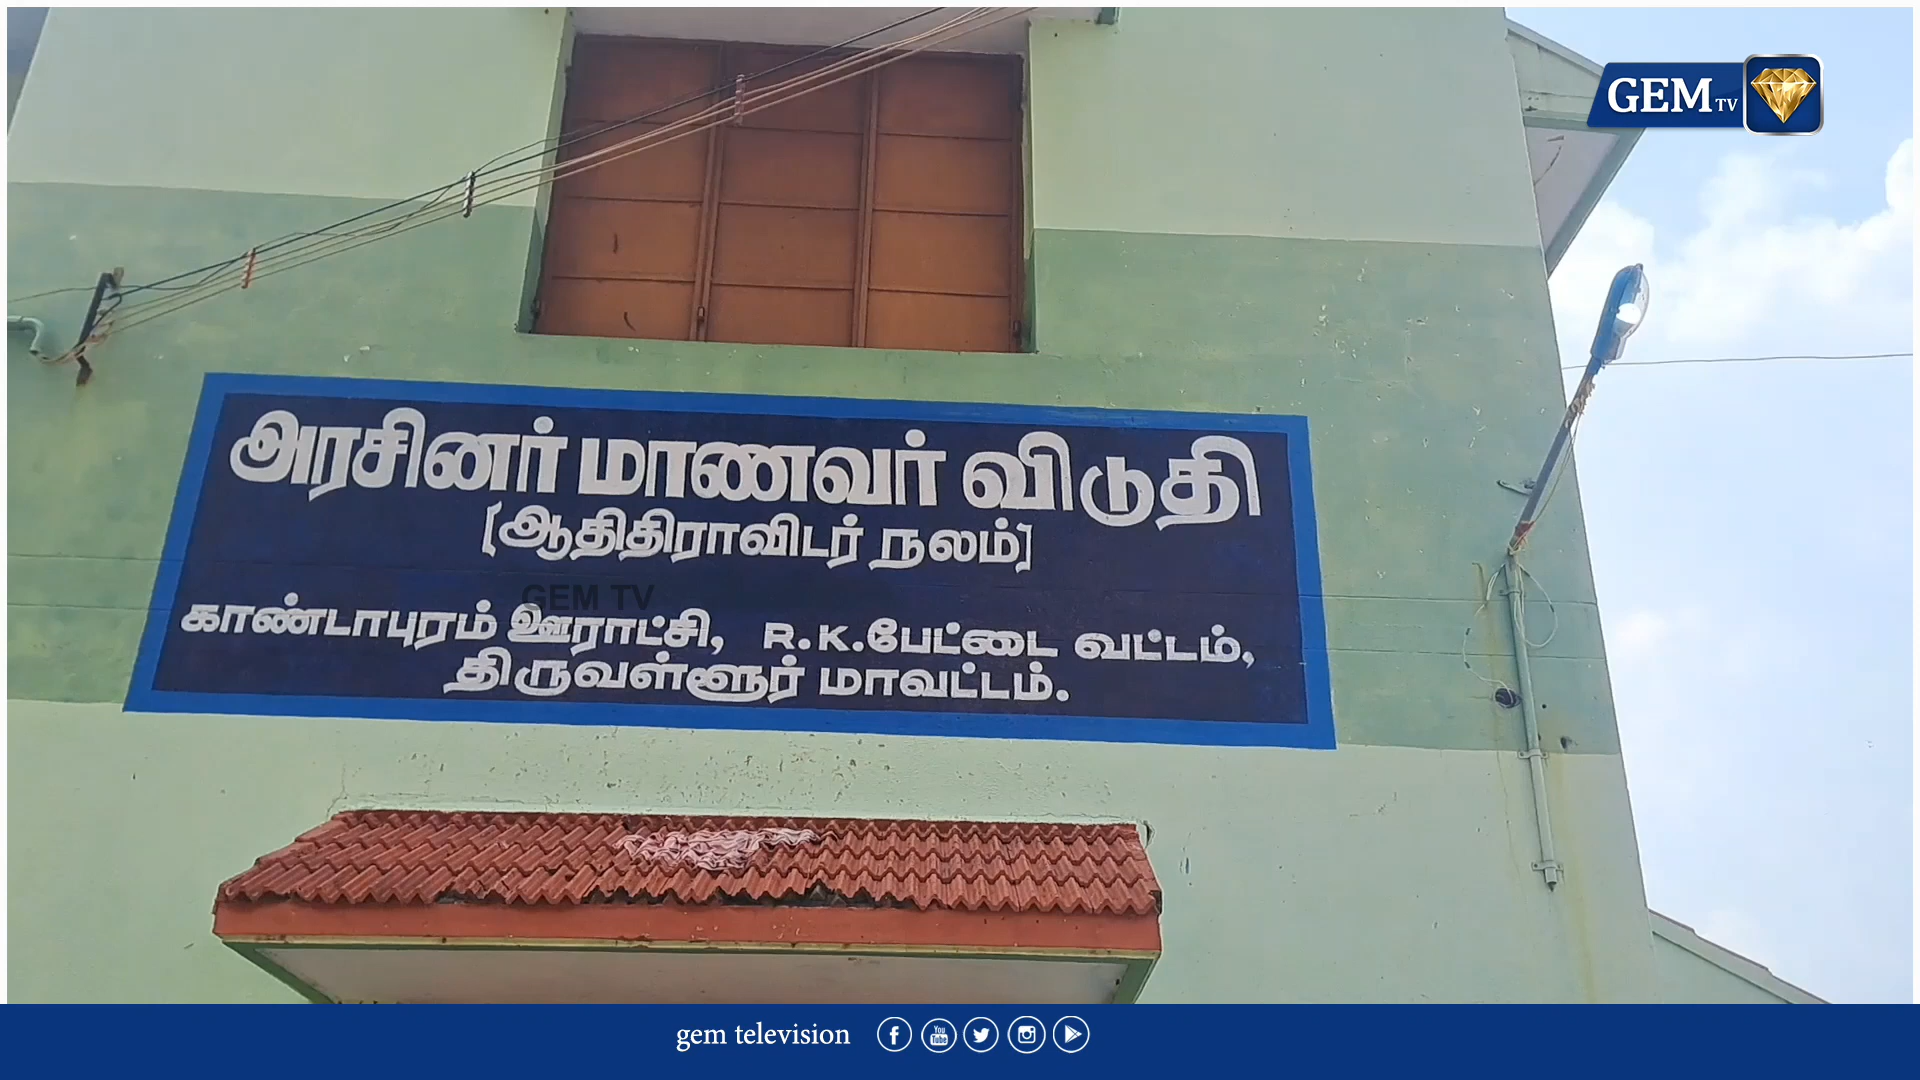 GEM TV
அரசினர் மாணவர் விடுதி
[ஆதிதிராவிடர் நலம்]
GEM TV
காண்டாபுரம் ஊராட்சி, R.K.பேட்டை வட்டம்,
திருவள்ளூர் மாவட்டம்.
gem television